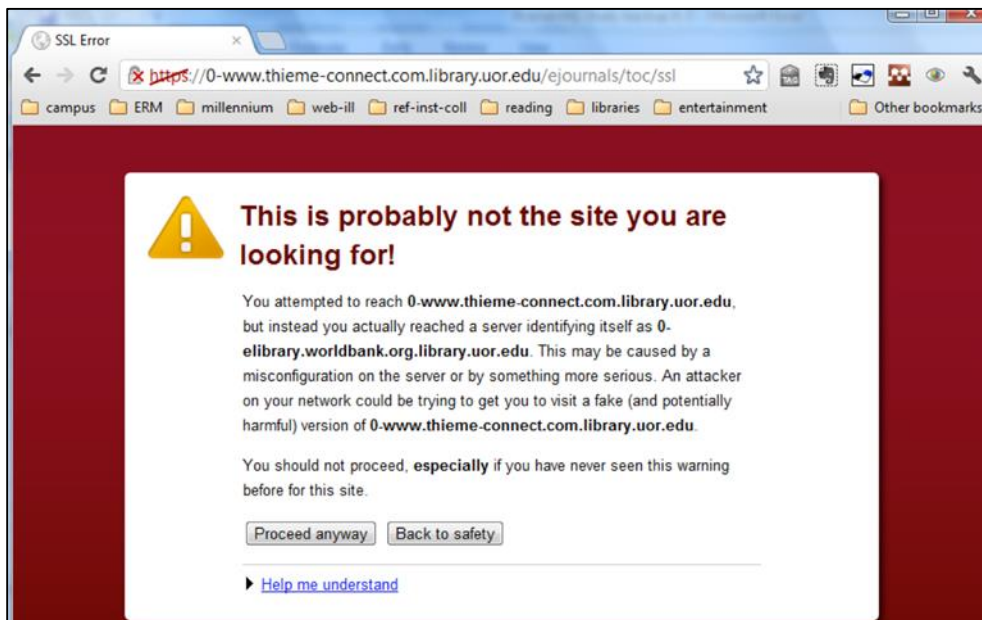 SSL Error
https://0-www.thieme-connect.com.library.uor.edu/ejournals/toc/ssl
campus ERM millennium web-ill ref-inst-coll reading libraries entertainment Other bookmarks
This is probably not the site you are
looking for!
You attempted to reach 0-www.thieme-connect.com.library.uor.edu,
but instead you actually reached a server identifying itself as 0-
elibrary.worldbank.org.library.uor.edu. This may be caused by a
misconfiguration on the server or by something more serious. An attacker
on your network could be trying to get you to visit a fake (and potentially
harmful) version of 0-www.thieme-connect.com.library.uor.edu.
You should not proceed, especially if you have never seen this warning
before for this site.
Proceed anyway Back to safety
Help me understand